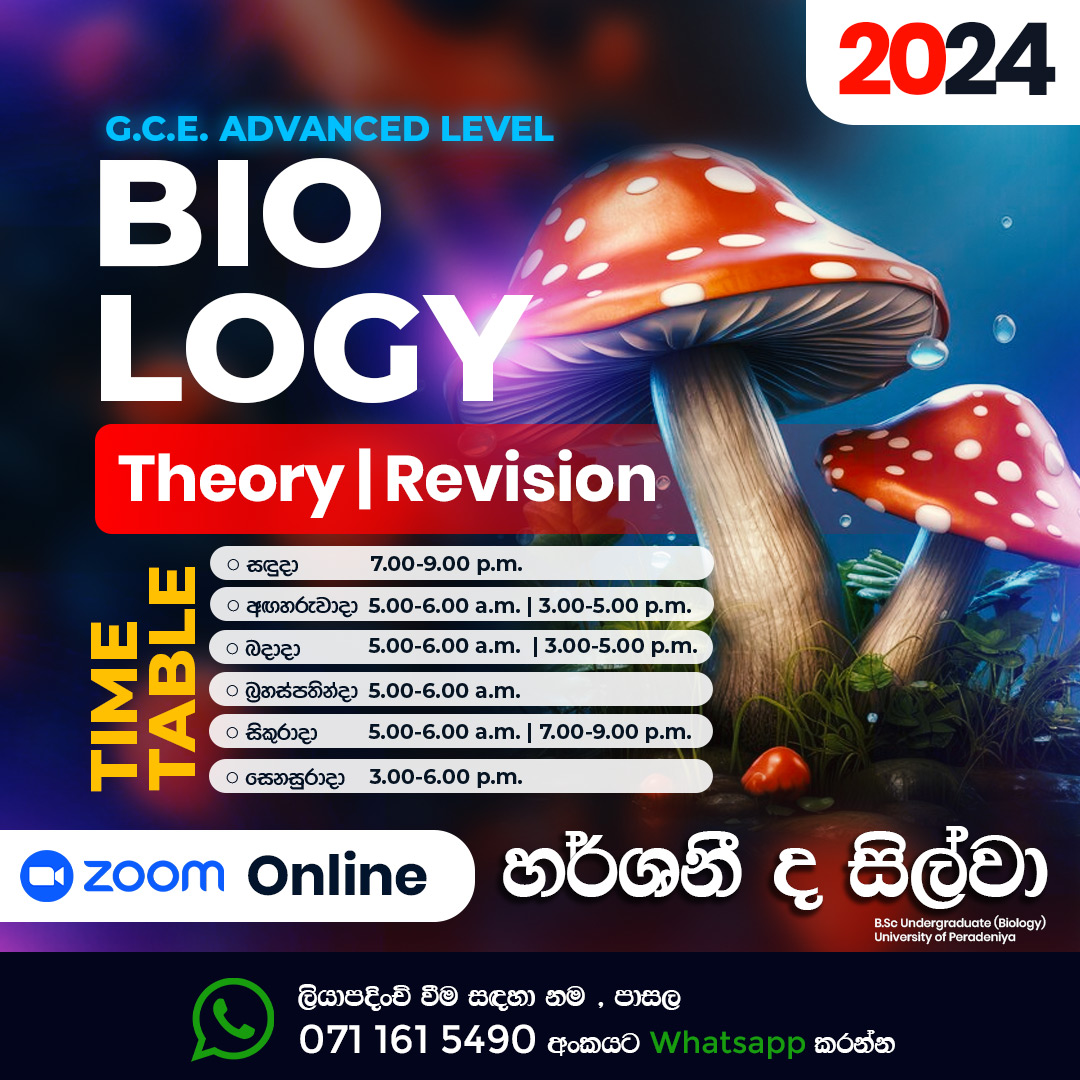 2024
G.C.E. ADVANCED LEVEL
BIO
LOGY
Theory | Revision
TIME
TABLE
සඳුදා 7.00-9.00 p.m.
අඟහරුවාදා 5.00-6.00 a.m. | 3.00-5.00 p.m.
බදාදා 5.00-6.00 a.m. | 3.00-5.00 p.m.
බ්‍රහස්පතින්දා 5.00-6.00 a.m.
සිකුරාදා 5.00-6.00 a.m. | 7.00-9.00 p.m.
සෙනසුරාදා 3.00-6.00 p.m.
zoom Online
හර්ශනී ද සිල්වා
B.Sc Undergraduate (Biology)
University of Peradeniya
ලියාපදිංචි වීම සඳහා නම , පාසල
071 161 5490 අංකයට Whatsapp කරන්න